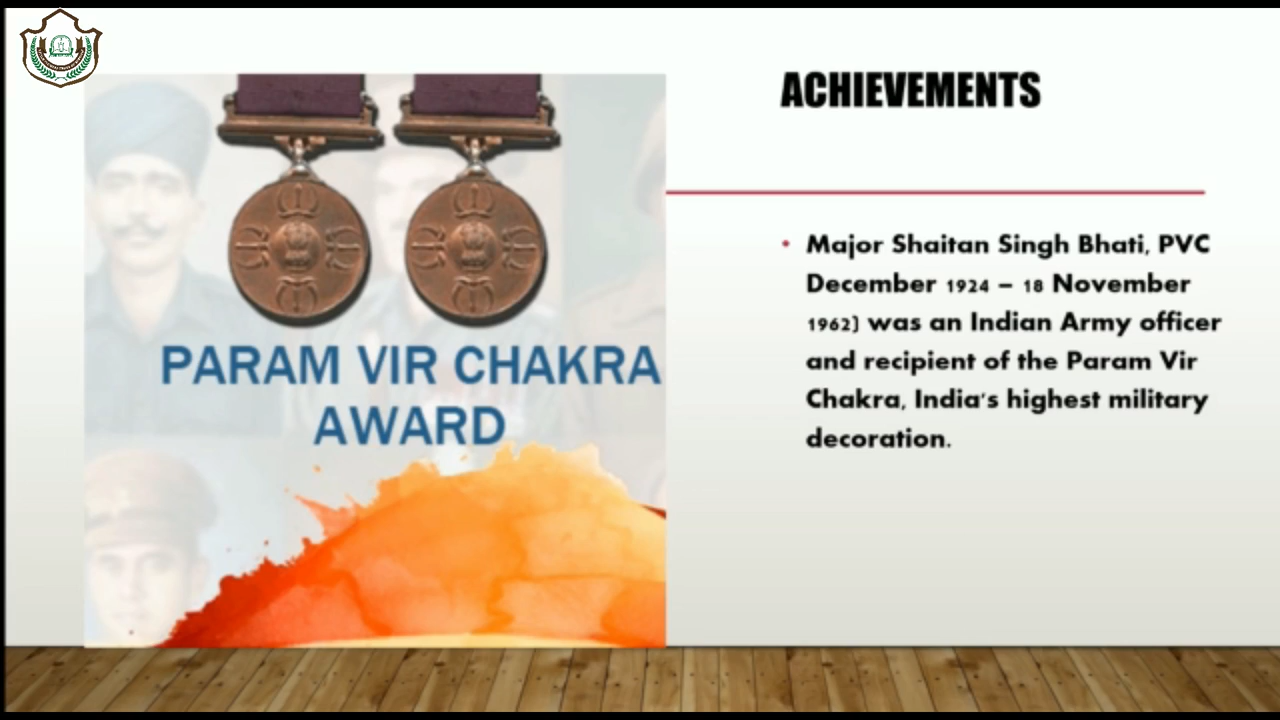 PARAM VIR CHAKRA
AWARD
ACHIEVEMENTS
• Major Shaitan Singh Bhati, PVC
December 1924 – 18 November
1962) was an Indian Army officer
and recipient of the Param Vir
Chakra, India's highest military
decoration.